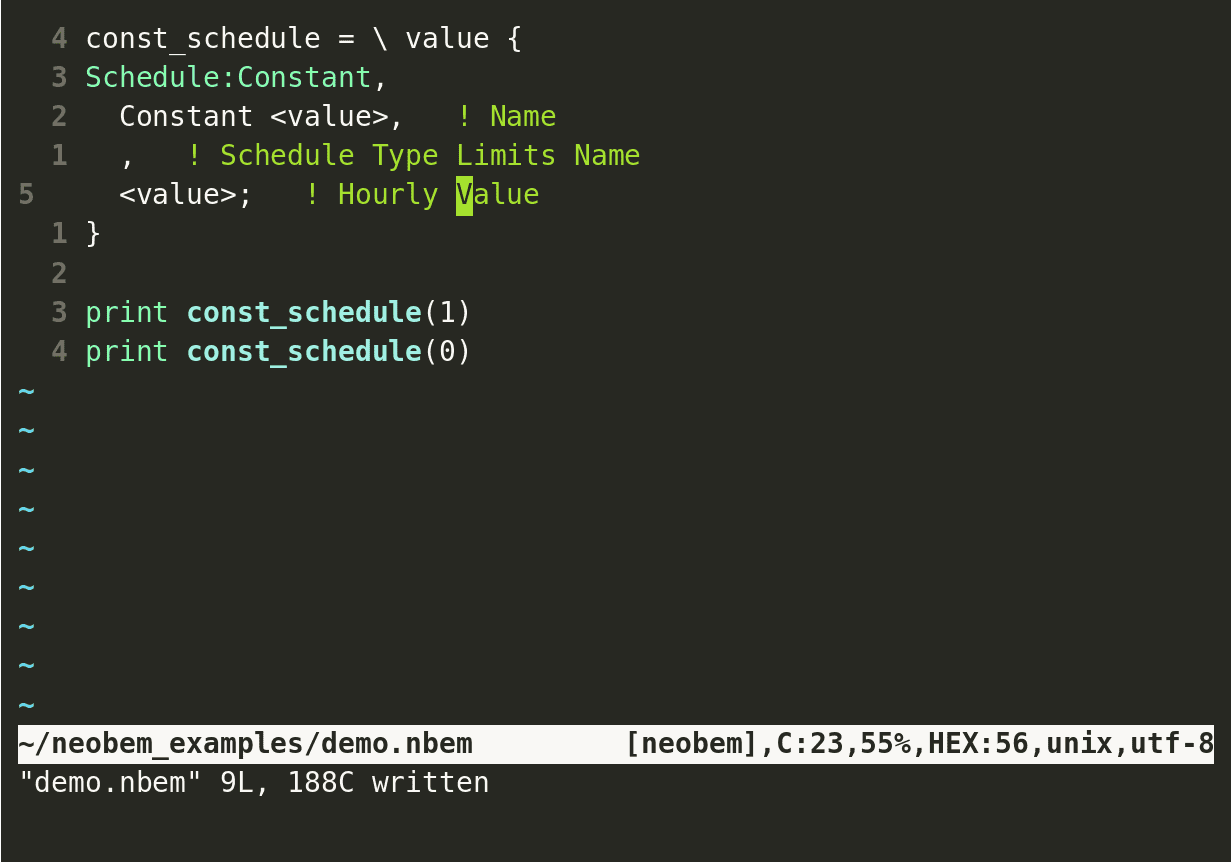 4 const_schedule = \ value {
3 Schedule:Constant,
2   Constant <value>,   ! Name
1   ,   ! Schedule Type Limits Name
5     <value>;   ! Hourly Value
1 }
2
3 print const_schedule(1)
4 print const_schedule(0)
~
~
~
~
~
~
~
~
~
~/neobem_examples/demo.nbem         [neobem],C:23,55%,HEX:56,unix,utf-8
"demo.nbem" 9L, 188C written